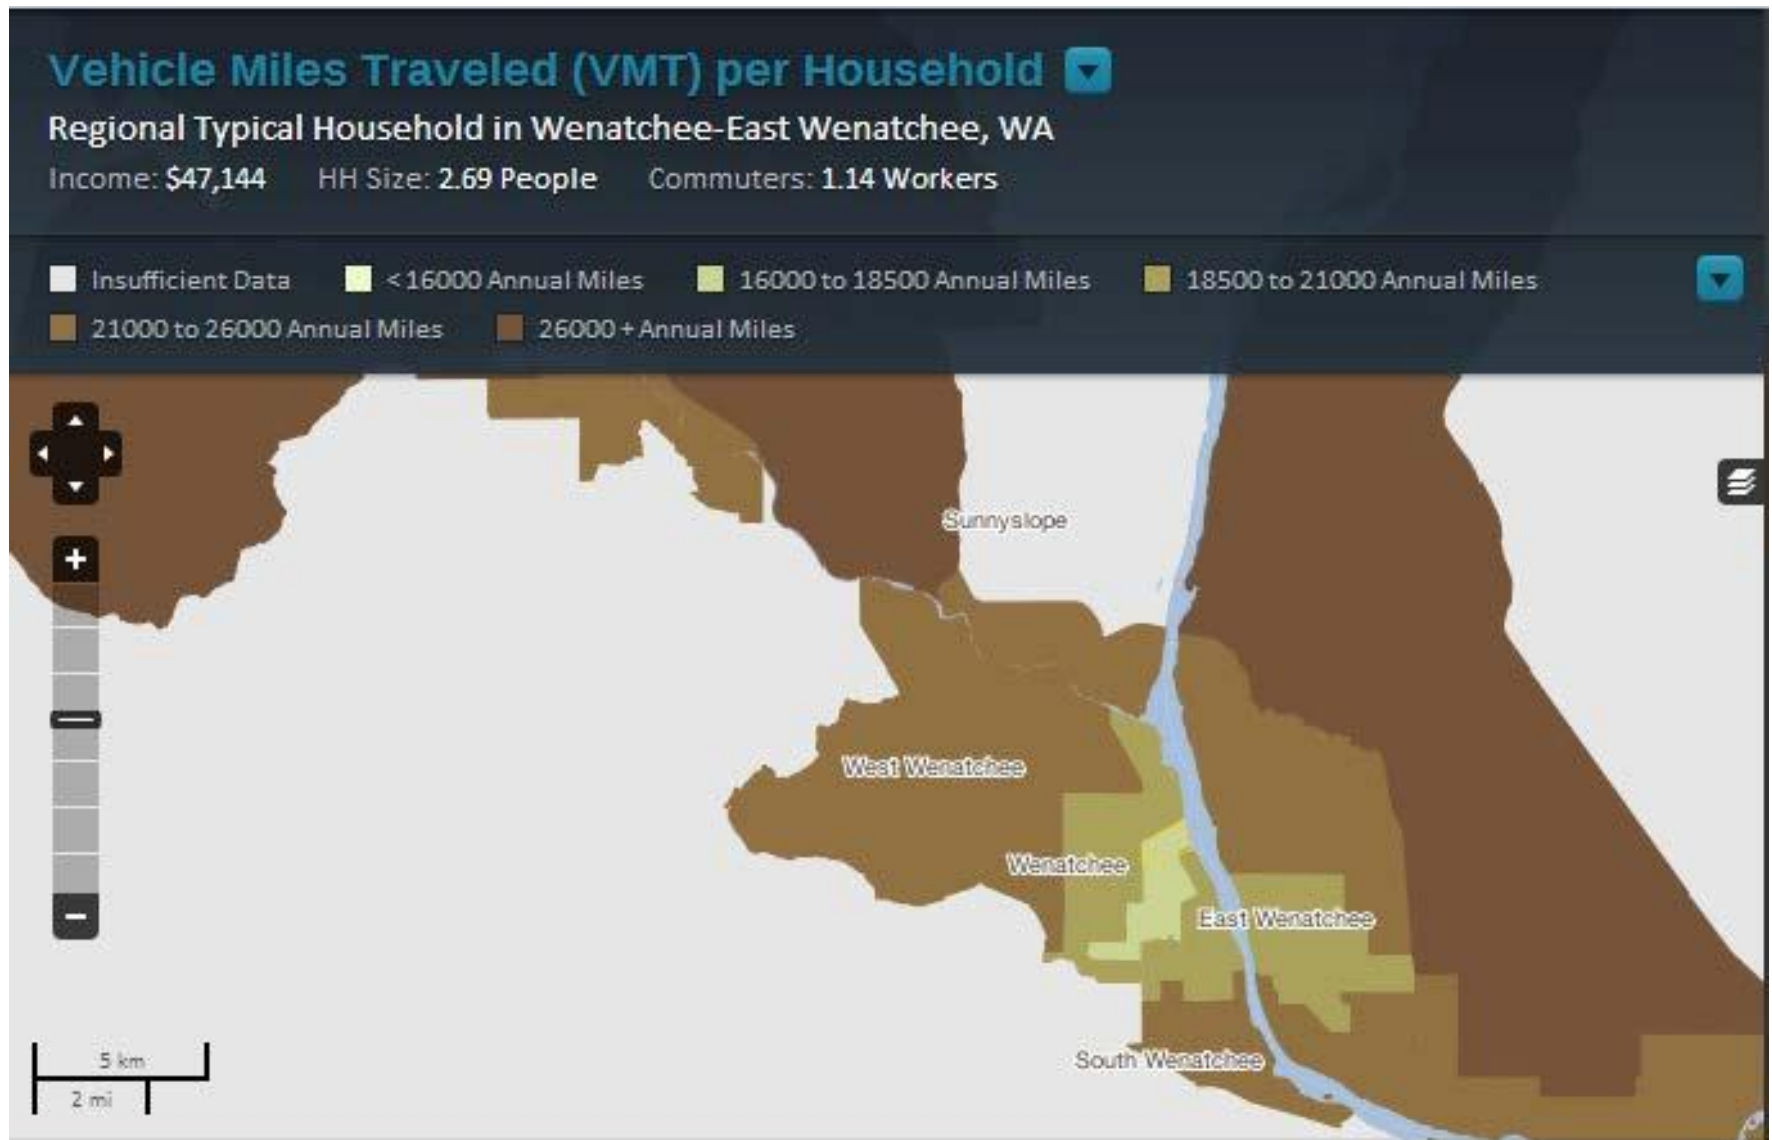 Vehicle Miles Traveled (VMT) per Household
Regional Typical Household in Wenatchee-East Wenatchee, WA
Income: $47,144 HH Size: 2.69 People Commuters: 1.14 Workers
Insufficient Data <16000 Annual Miles 16000 to 18500 Annual Miles 18500 to 21000 Annual Miles
21000 to 26000 Annual Miles 26000 + Annual Miles
+
Sunnyslope
West Wenatchee
Wenatchee
East Wenatchee
−
South Wenatchee
5 km
2 mi